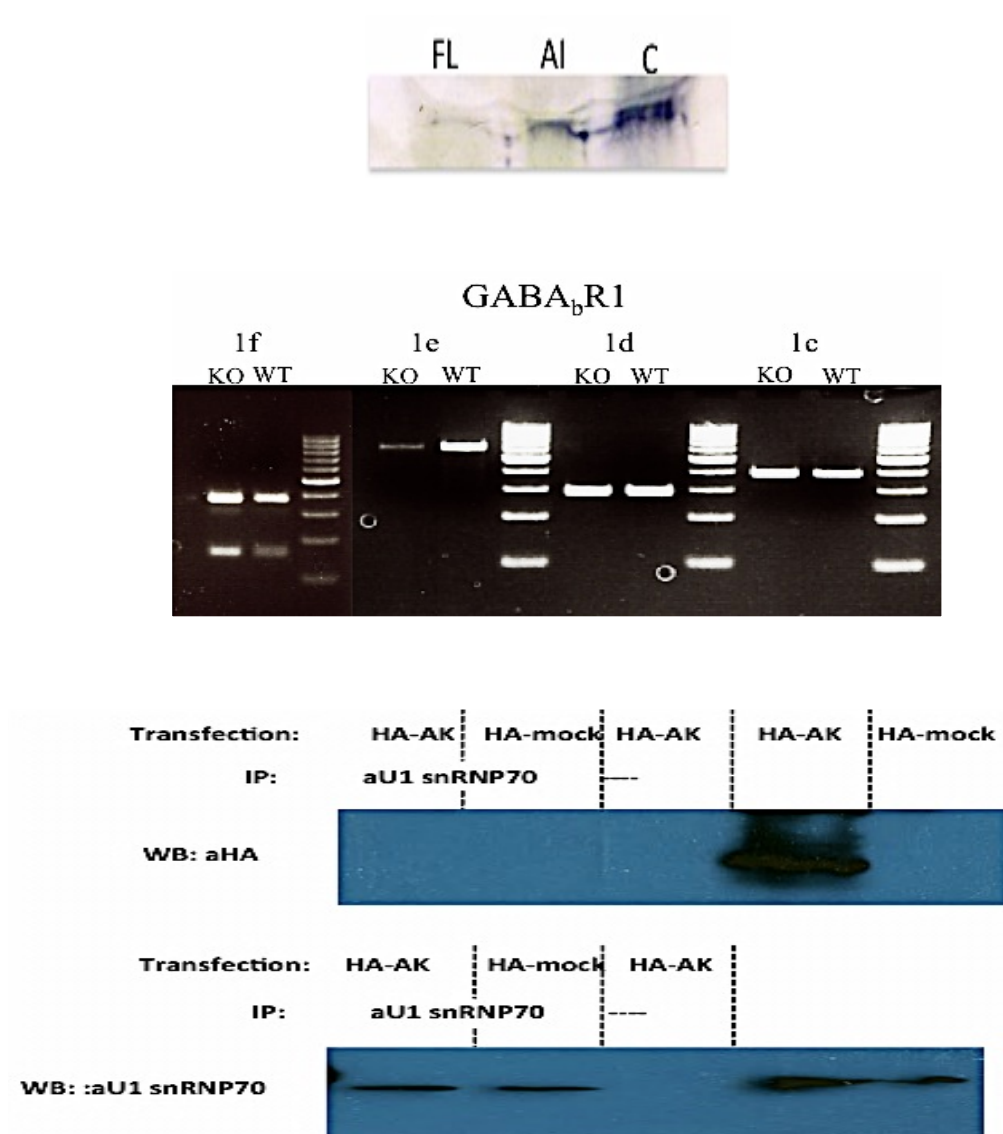 FL AI C
GABAbR1
1f 1e 1d 1c
KO WT KO WT KO WT KO WT
Transfection: HA-AK HA-mock HA-AK HA-AK HA-mock
IP: aU1 snRNP70 ----
WB: aHA
Transfection: HA-AK HA-mock HA-AK
IP: aU1 snRNP70 ----
WB: :aU1 snRNP70